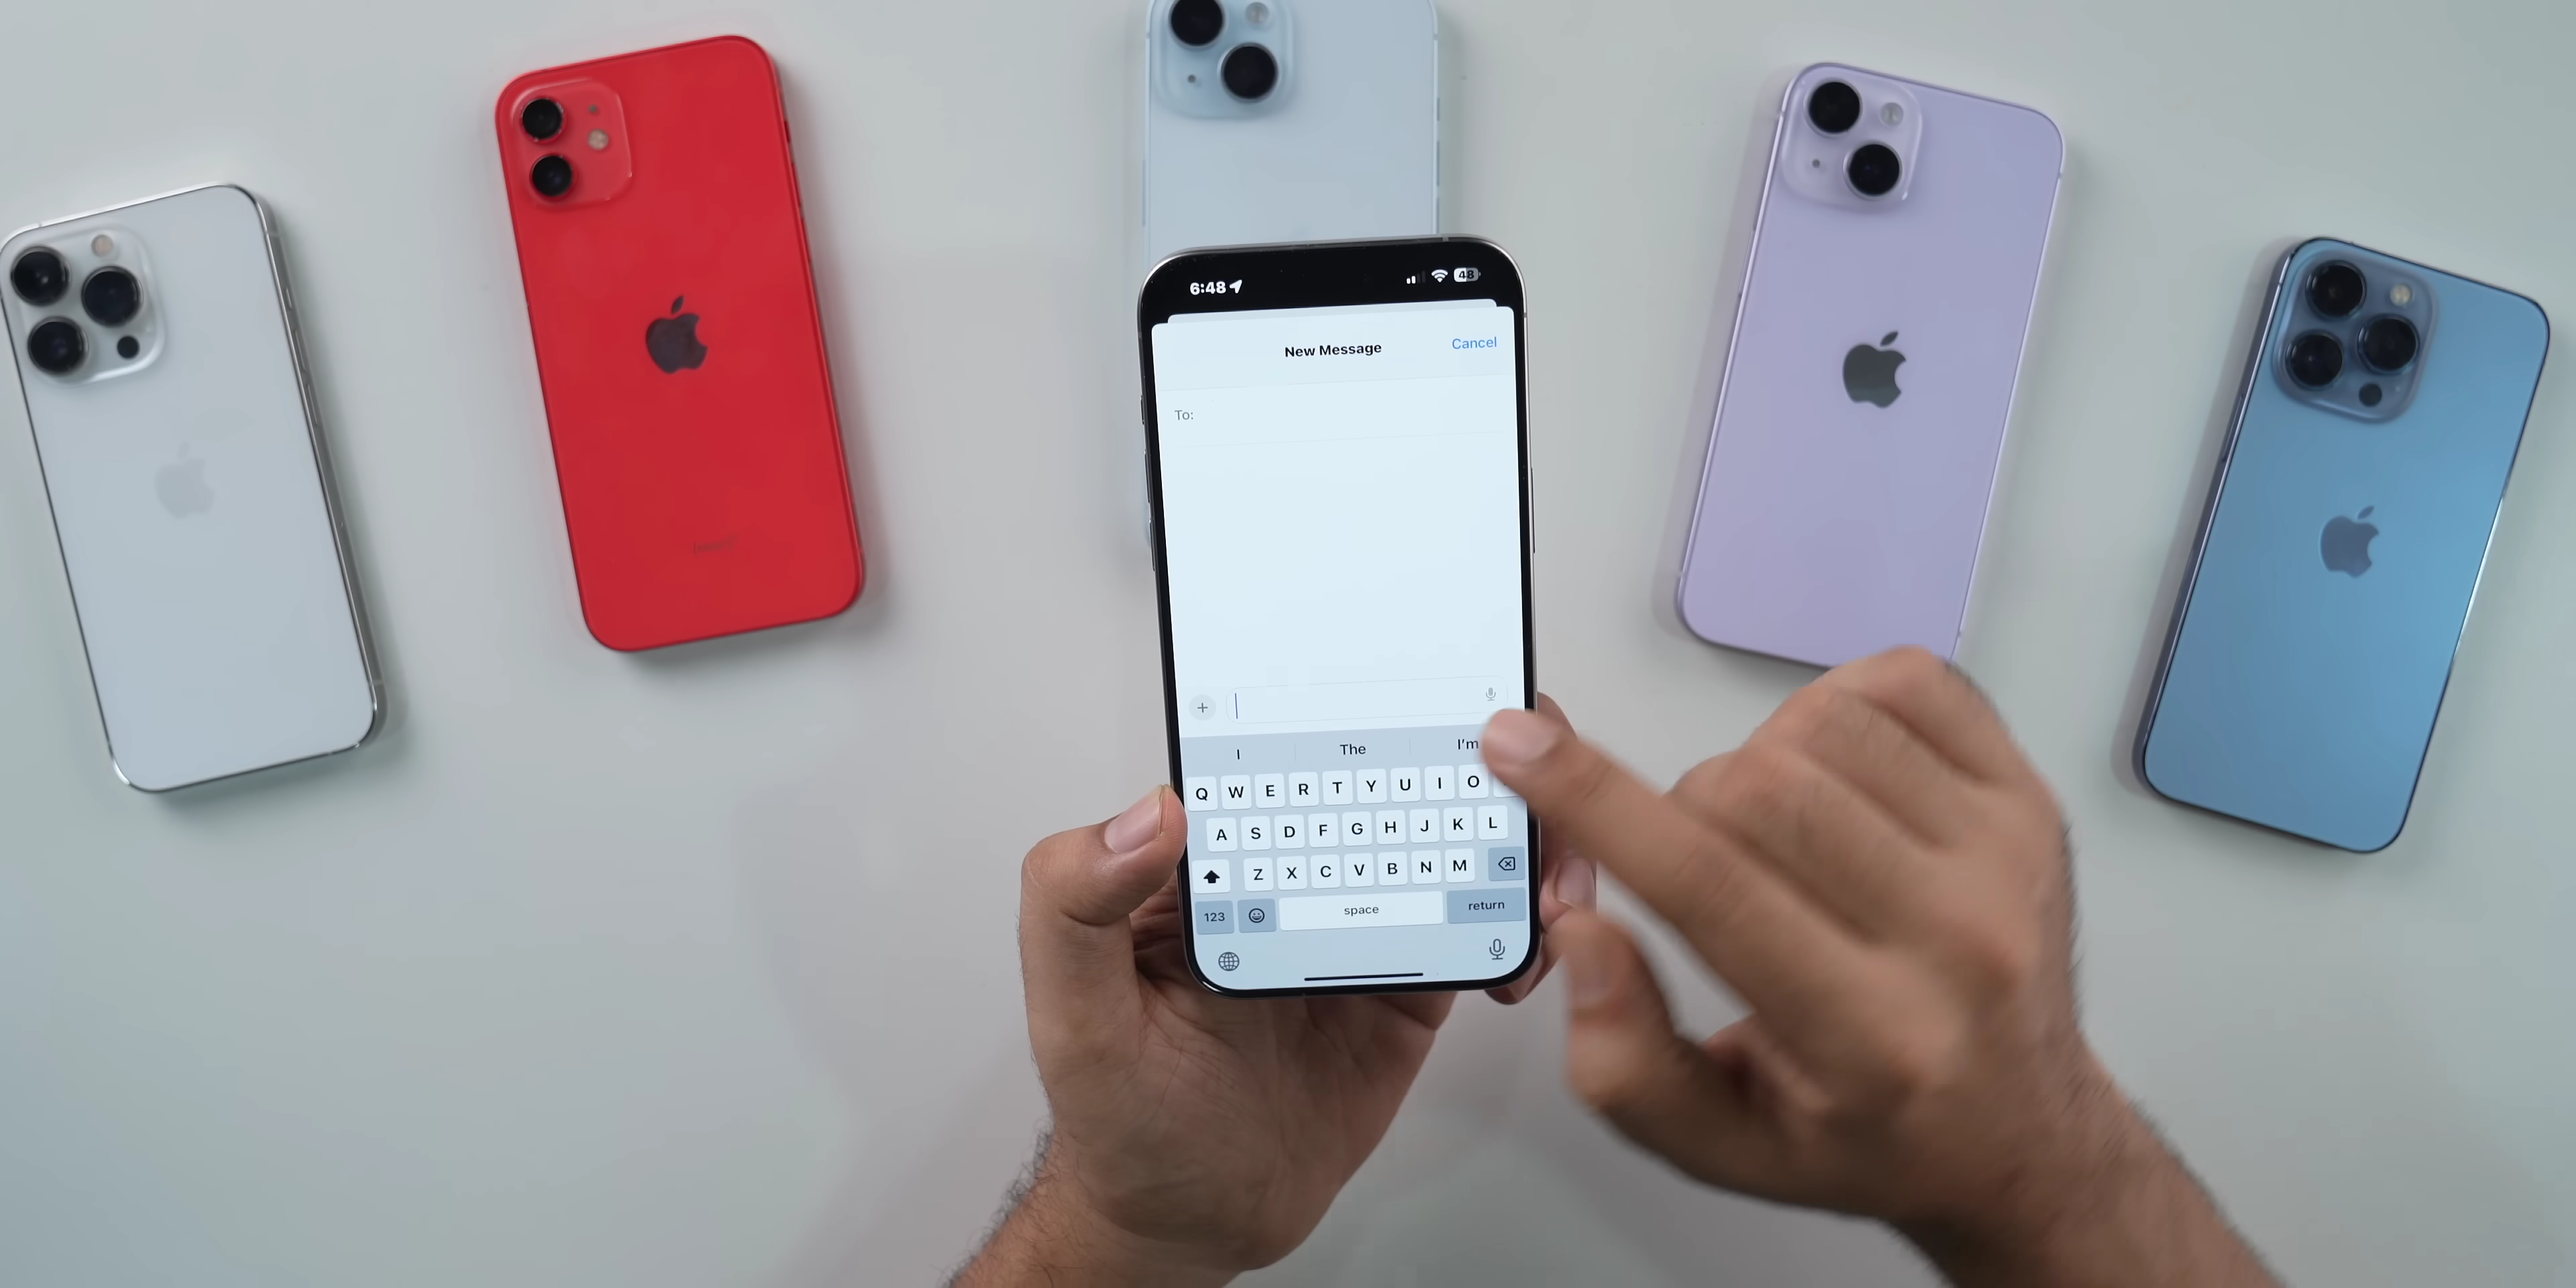 6:48 48
New Message Cancel
To:
I The I'm
Q W E R T Y U I O
A S D F G H J K L
Z X C V B N M
123 space return